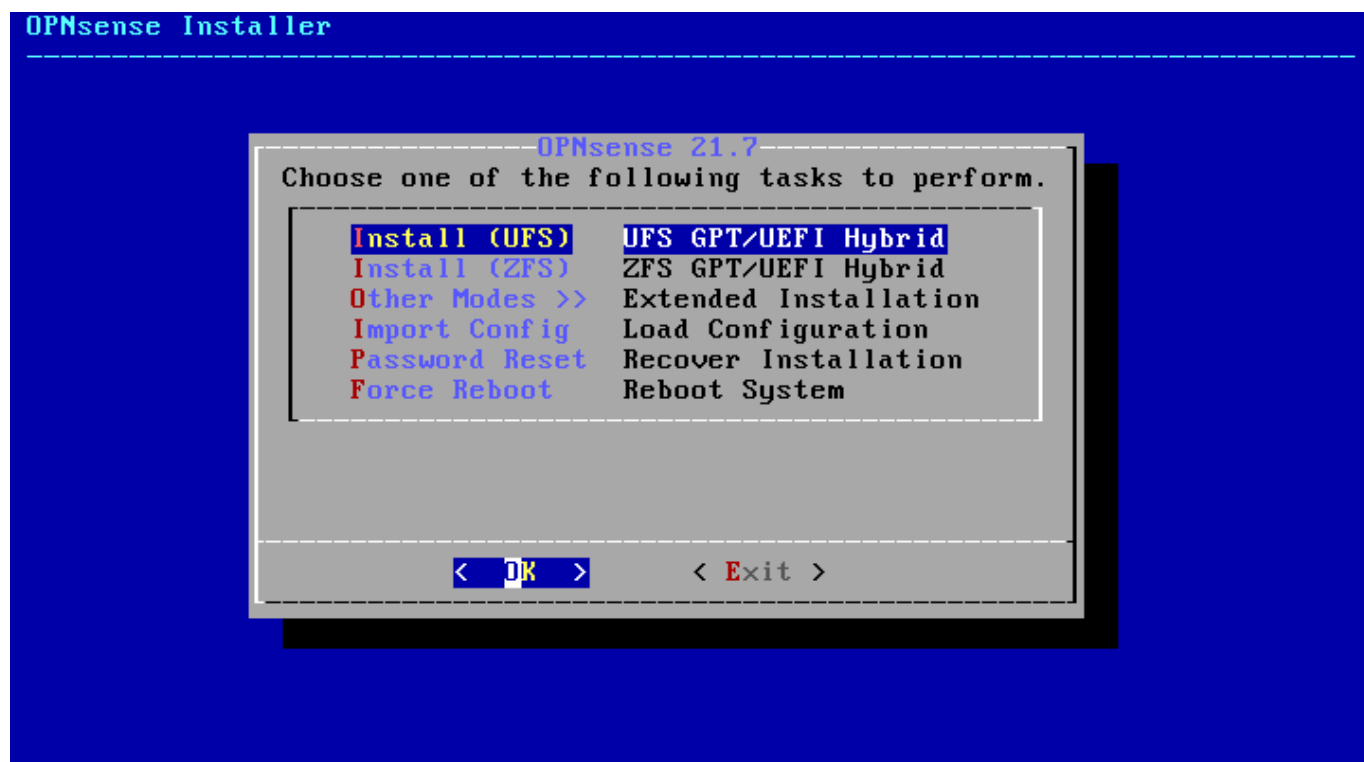 OPNsense Installer
OPNsense 21.7
Choose one of the following tasks to perform.
Install (UFS) UFS GPT/UEFI Hybrid
Install (ZFS) ZFS GPT/UEFI Hybrid
Other Modes >> Extended Installation
Import Config Load Configuration
Password Reset Recover Installation
Force Reboot Reboot System
< OK > < Exit >